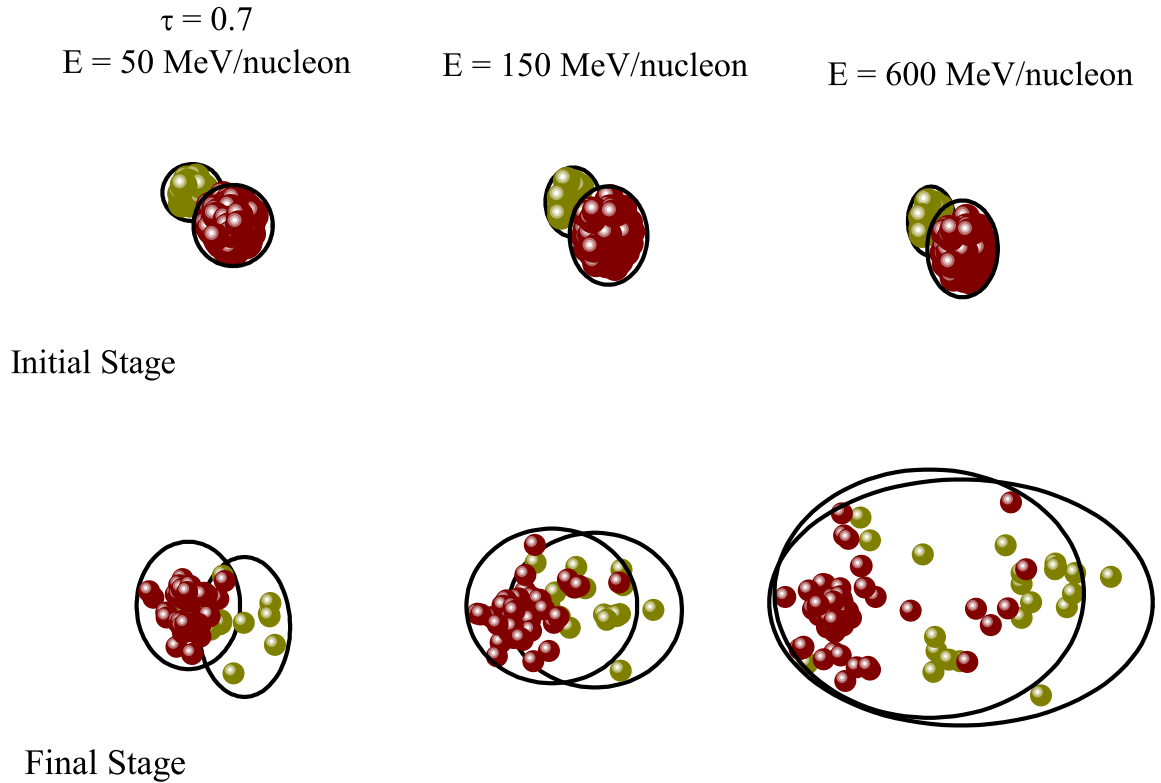 τ = 0.7
E = 50 MeV/nucleon
E = 150 MeV/nucleon
E = 600 MeV/nucleon
Initial Stage
Final Stage